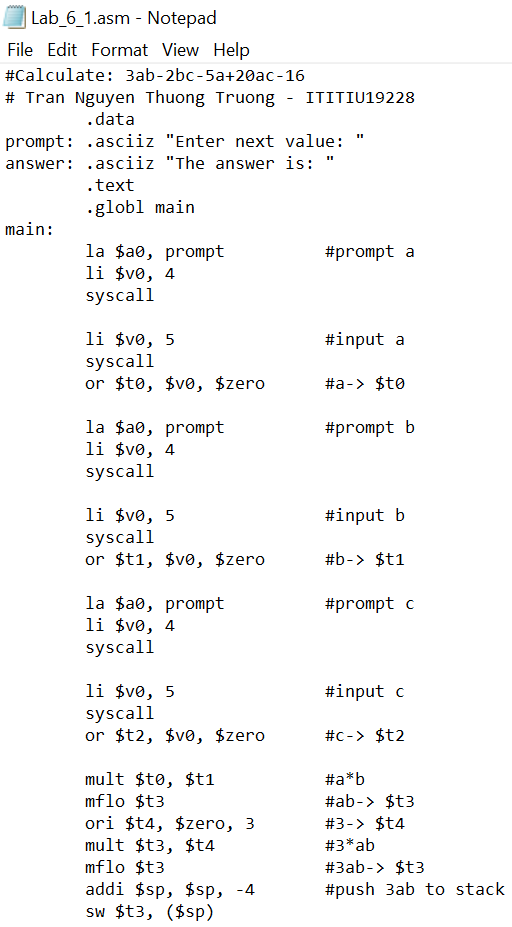 Lab_6_1.asm - Notepad
File Edit Format View Help
#Calculate: 3ab-2bc-5a+20ac-16
# Tran Nguyen Thuong Truong - ITITIU19228
.data
prompt: .asciiz "Enter next value: "
answer: .asciiz "The answer is: "
.text
.globl main
main:
la $a0, prompt #prompt a
li $v0, 4
syscall
li $v0, 5 #input a
syscall
or $t0, $v0, $zero #a-> $t0
la $a0, prompt #prompt b
li $v0, 4
syscall
li $v0, 5 #input b
syscall
or $t1, $v0, $zero #b-> $t1
la $a0, prompt #prompt c
li $v0, 4
syscall
li $v0, 5 #input c
syscall
or $t2, $v0, $zero #c-> $t2
mult $t0, $t1 #a*b
mflo $t3 #ab-> $t3
ori $t4, $zero, 3 #3-> $t4
mult $t3, $t4 #3*ab
mflo $t3 #3ab-> $t3
addi $sp, $sp, -4 #push 3ab to stack
sw $t3, ($sp)